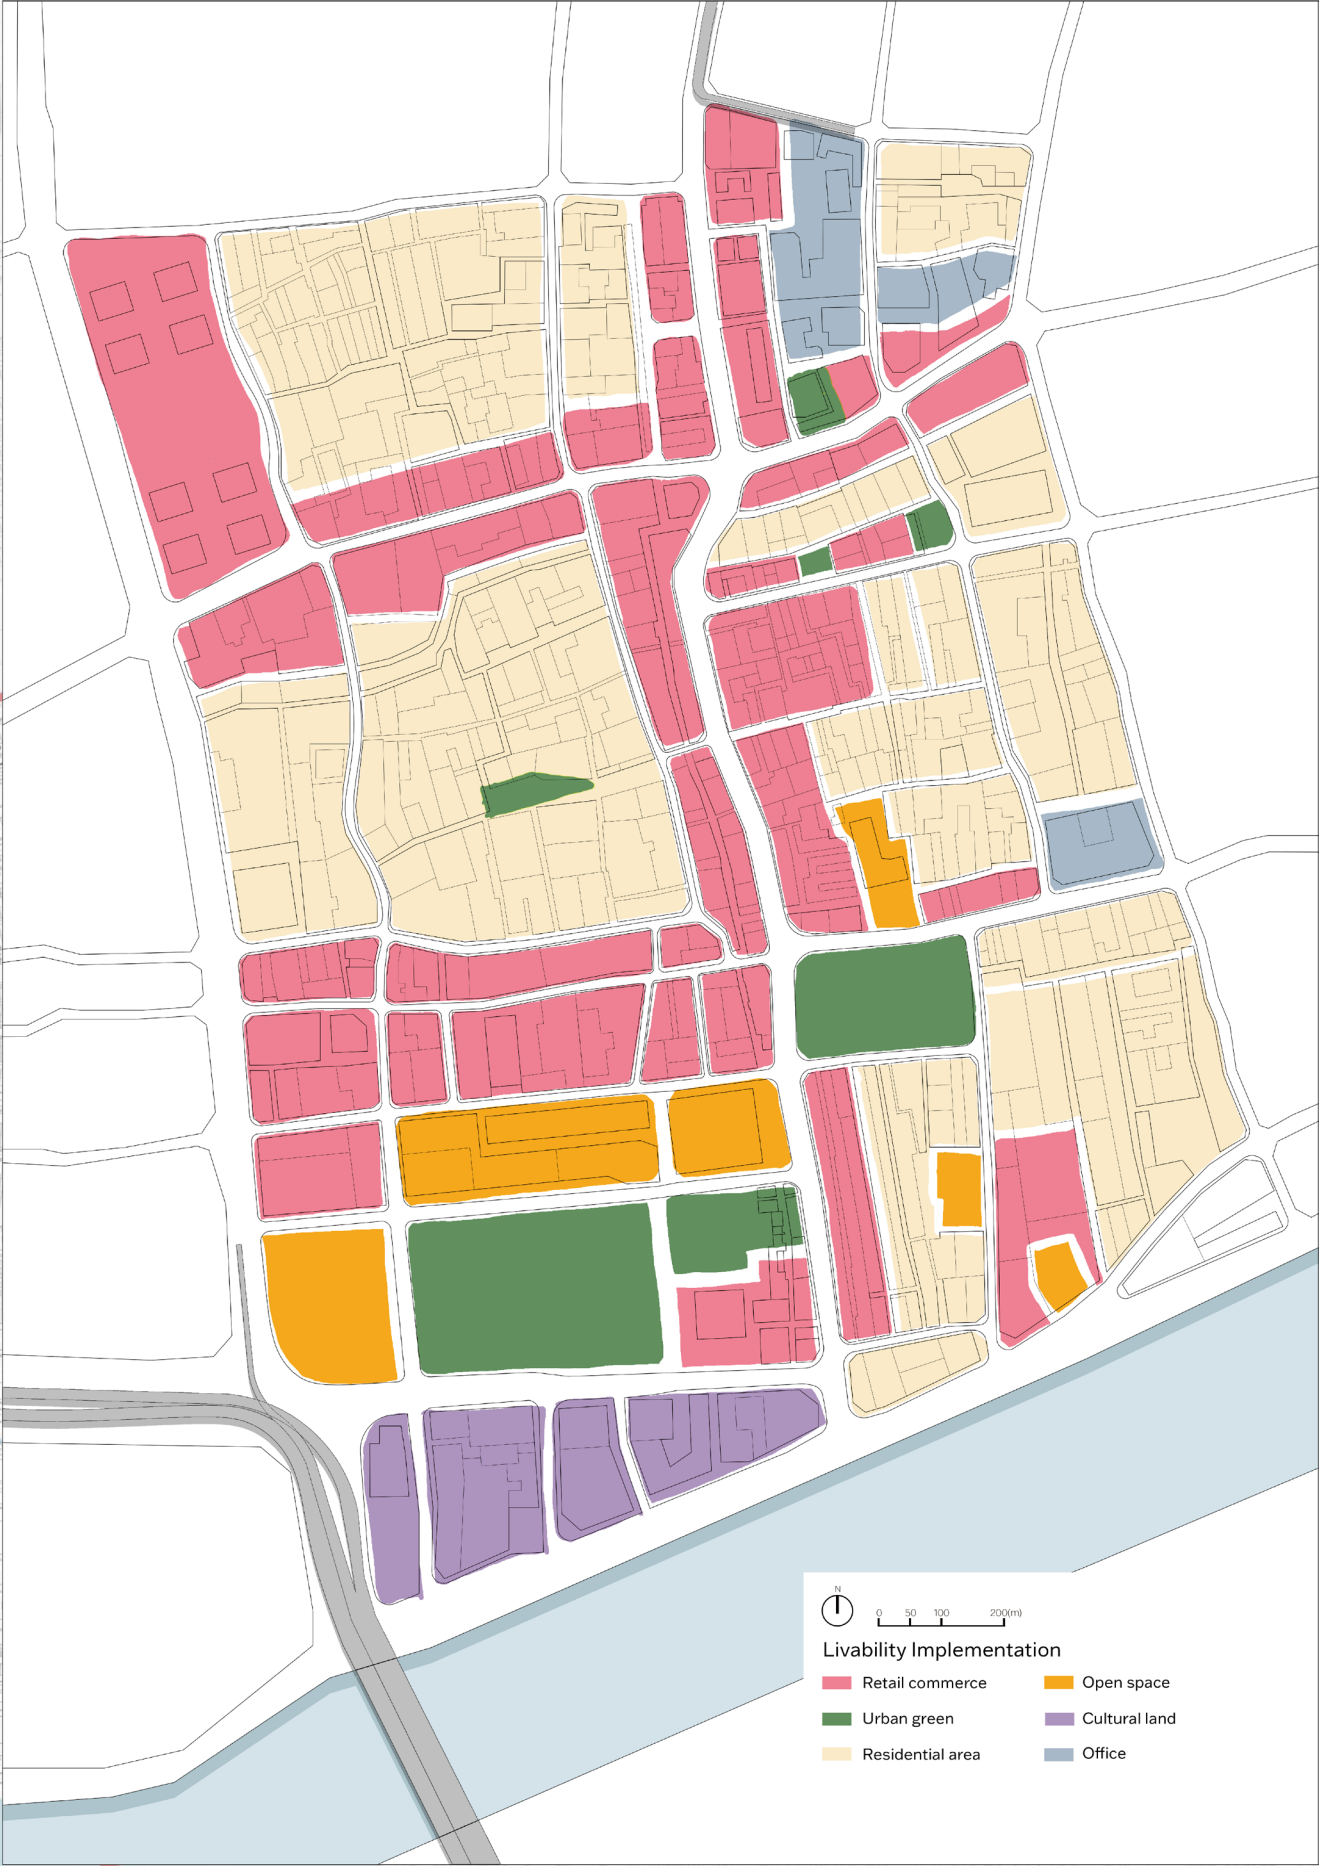 N
0 50 100 200(m)
Livability Implementation
Retail commerce
Open space
Urban green
Cultural land
Residential area
Office